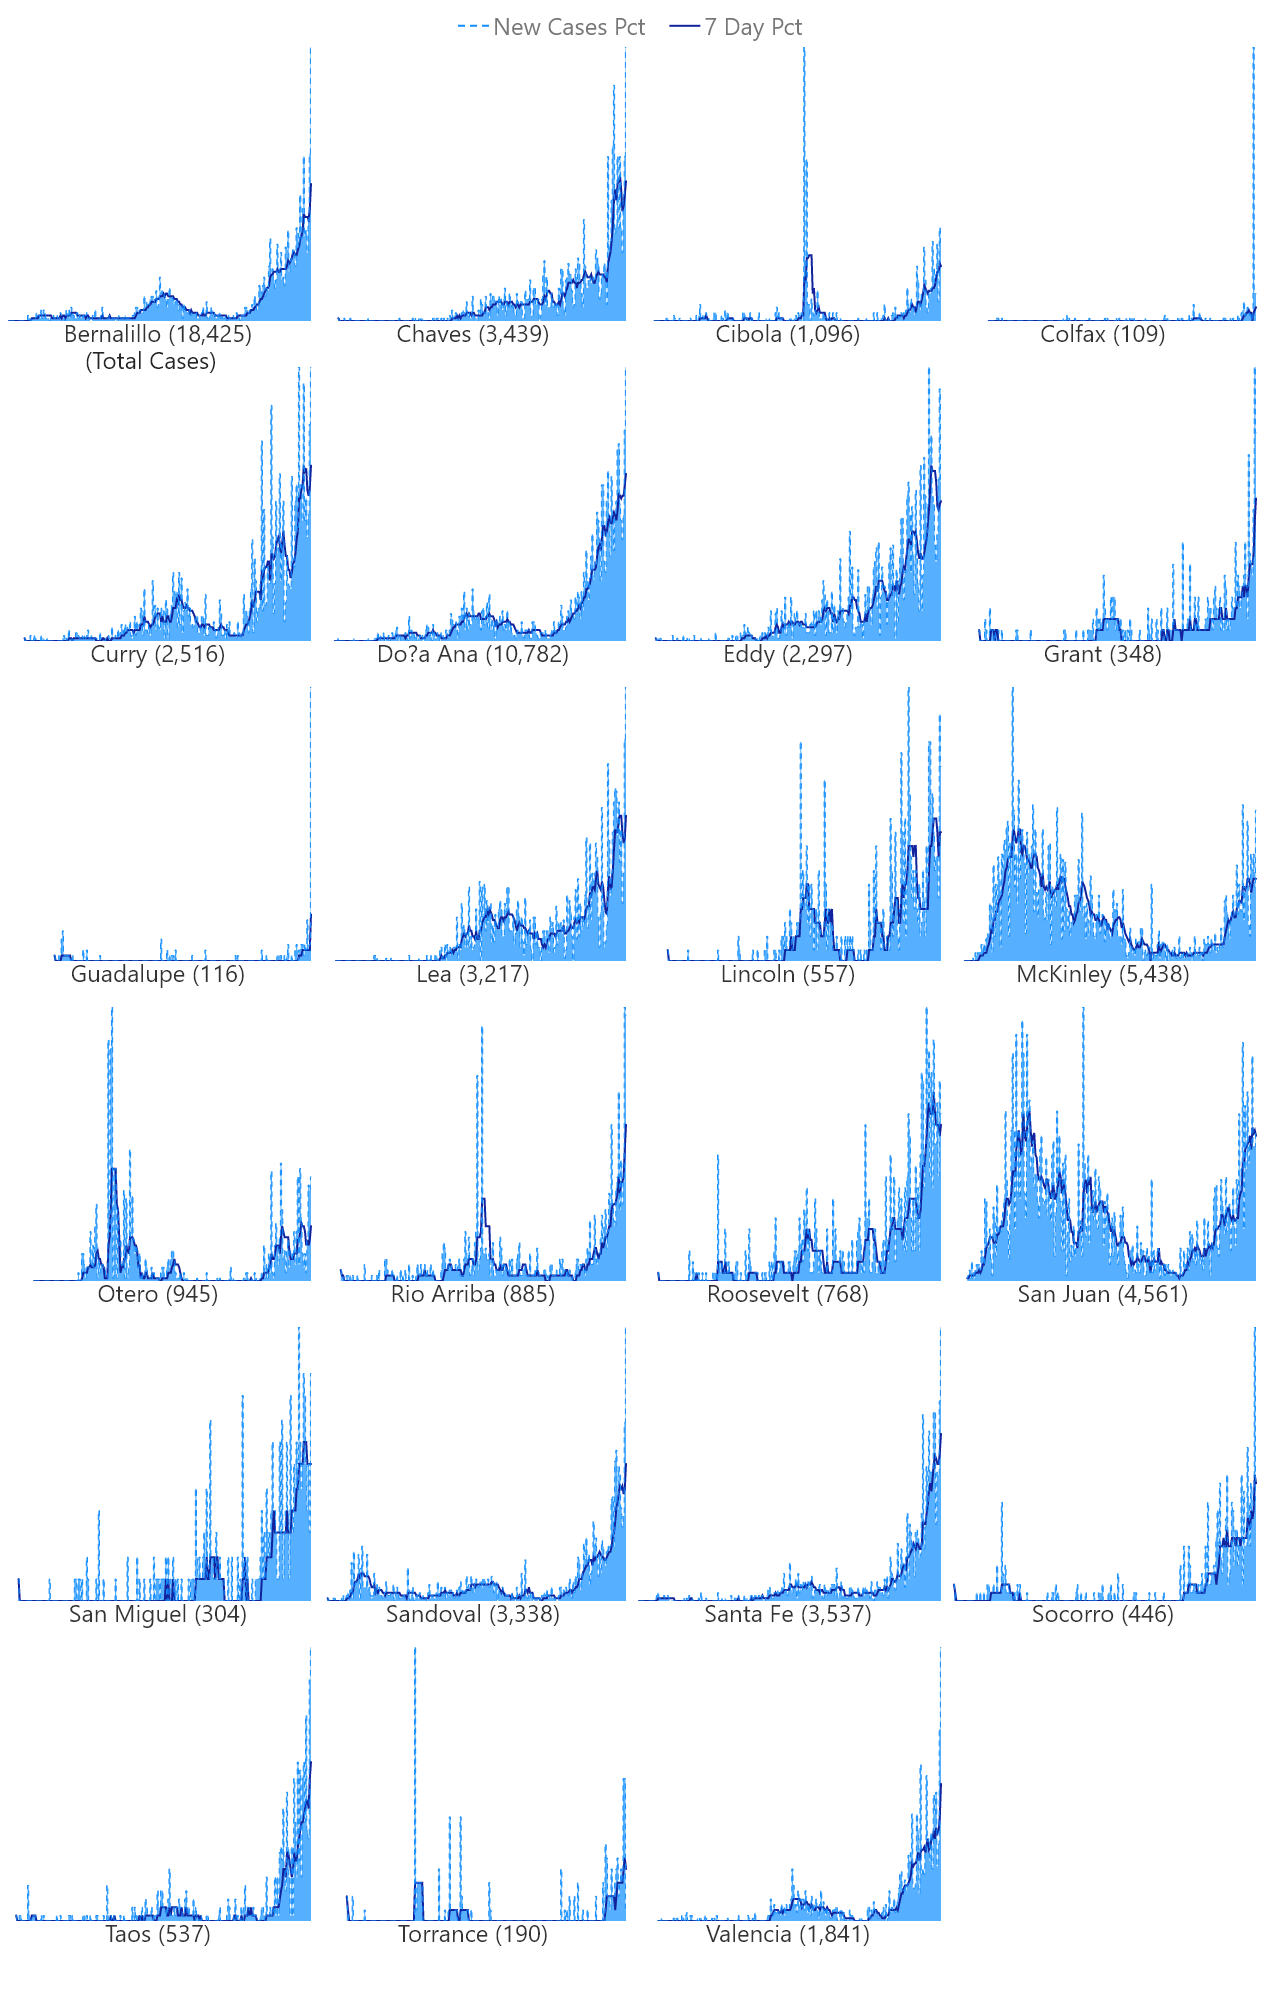 New Cases Pct 7 Day Pct
Bernalillo (18,425) Chaves (3,439) Cibola (1,096) Colfax (109)
(Total Cases)
Curry (2,516) Do?a Ana (10,782) Eddy (2,297) Grant (348)
Guadalupe (116) Lea (3,217) Lincoln (557) McKinley (5,438)
Otero (945) Rio Arriba (885) Roosevelt (768) San Juan (4,561)
San Miguel (304) Sandoval (3,338) Santa Fe (3,537) Socorro (446)
Taos (537) Torrance (190) Valencia (1,841)